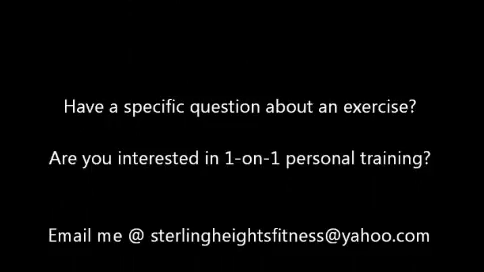 Have a specific question about an exercise?
Are you interested in 1-on-1 personal training?
Email me @ sterlingheightsfitness@yahoo.com